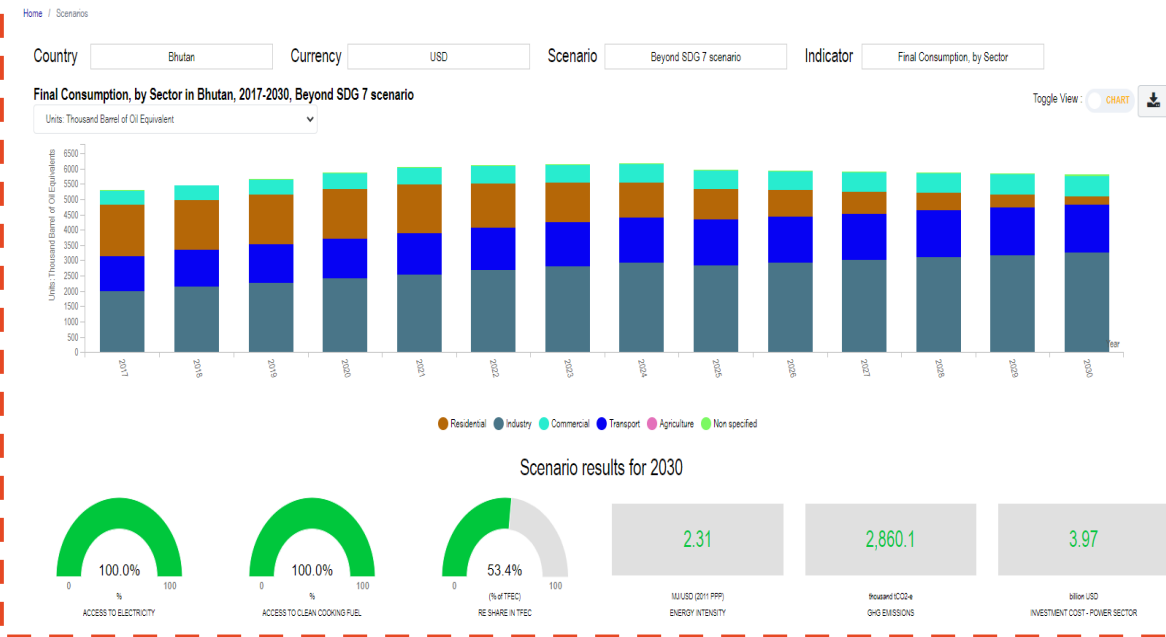 Home / Scenarios
Country Bhutan Currency USD Scenario Beyond SDG 7 scenario Indicator Final Consumption, by Sector
Final Consumption, by Sector in Bhutan, 2017-2030, Beyond SDG 7 scenario
Toggle View : CHART
Units: Thousand Barrel of Oil Equivalent
Units: Thousand Barrel of Oil Equivalents
6500
6000
5500
5000
4500
4000
3500
3000
2500
2000
1500
1000
500
0
Year
2017 2018 2019 2020 2021 2022 2023 2024 2025 2026 2027 2028 2029 2030
Residential Industry Commercial Transport Agriculture Non specified
Scenario results for 2030
100.0% 100.0% 53.4% 2.31 2,860.1 3.97
0 100 0 100 0 100
% % (% of TFEC) MJ/USD (2011 PPP) thousand tCO2-e billion USD
ACCESS TO ELECTRICITY ACCESS TO CLEAN COOKING FUEL RE SHARE IN TFEC ENERGY INTENSITY GHG EMISSIONS INVESTMENT COST - POWER SECTOR